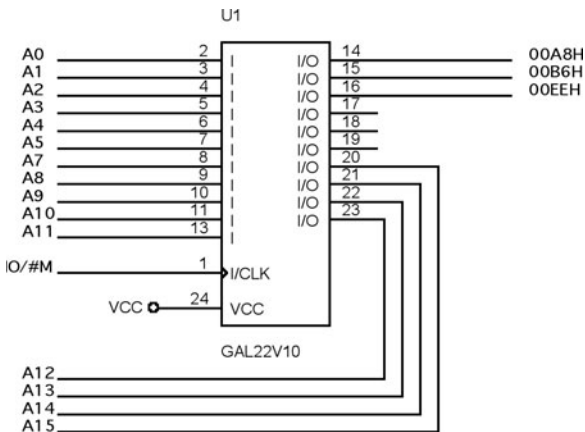 U1
A0 2 I I/O 14 00A8H
A1 3 I I/O 15 00B6H
A2 4 I I/O 16 00EEH
A3 5 I I/O 17
A4 6 I I/O 18
A5 7 I I/O 19
A7 8 I I/O 20
A8 9 I I/O 21
A9 10 I I/O 22
A10 11 I I/O 23
A11 13 I
IO/#M 1 I/CLK
VCC 24 VCC
GAL22V10
A12
A13
A14
A15